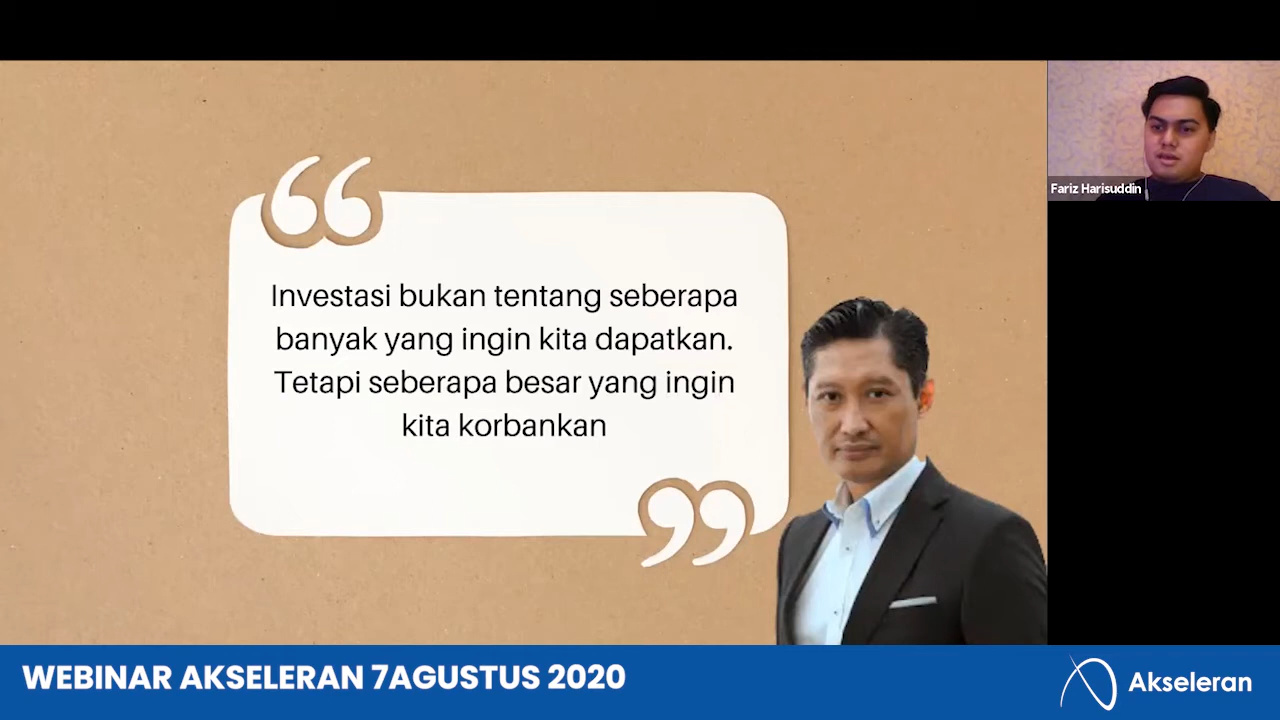 “
Investasi bukan tentang seberapa
banyak yang ingin kita dapatkan.
Tetapi seberapa besar yang ingin
kita korbankan
”
Fariz Harisuddin
WEBINAR AKSELERAN 7AGUSTUS 2020
Akseleran